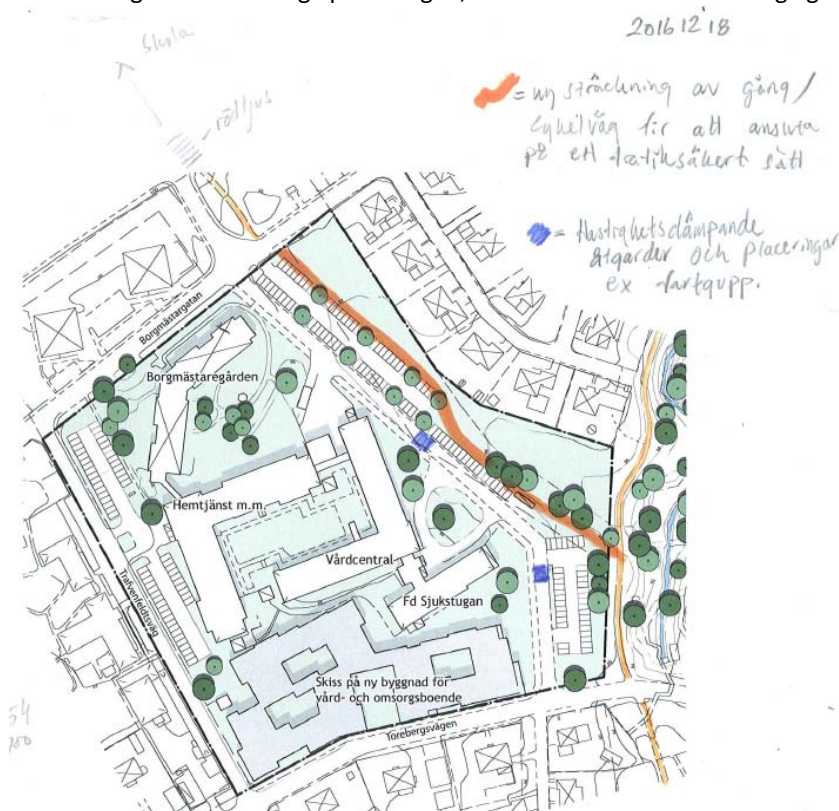 2016 12 18
Skola
rödljus
= ny sträckning av gång/
cykelväg för att ansluta
på ett trafiksäkert sätt
= Hastighetsdämpande
åtgärder och placeringar
ex fartgupp.
Borgmästargatan
Borgmästaregården
Hemtjänst m.m.
Vårdcentral
Fd Sjukstugan
Trafvenfeldtsväg
Skiss på ny byggnad för
vård- och omsorgsboende
Torebergsvägen